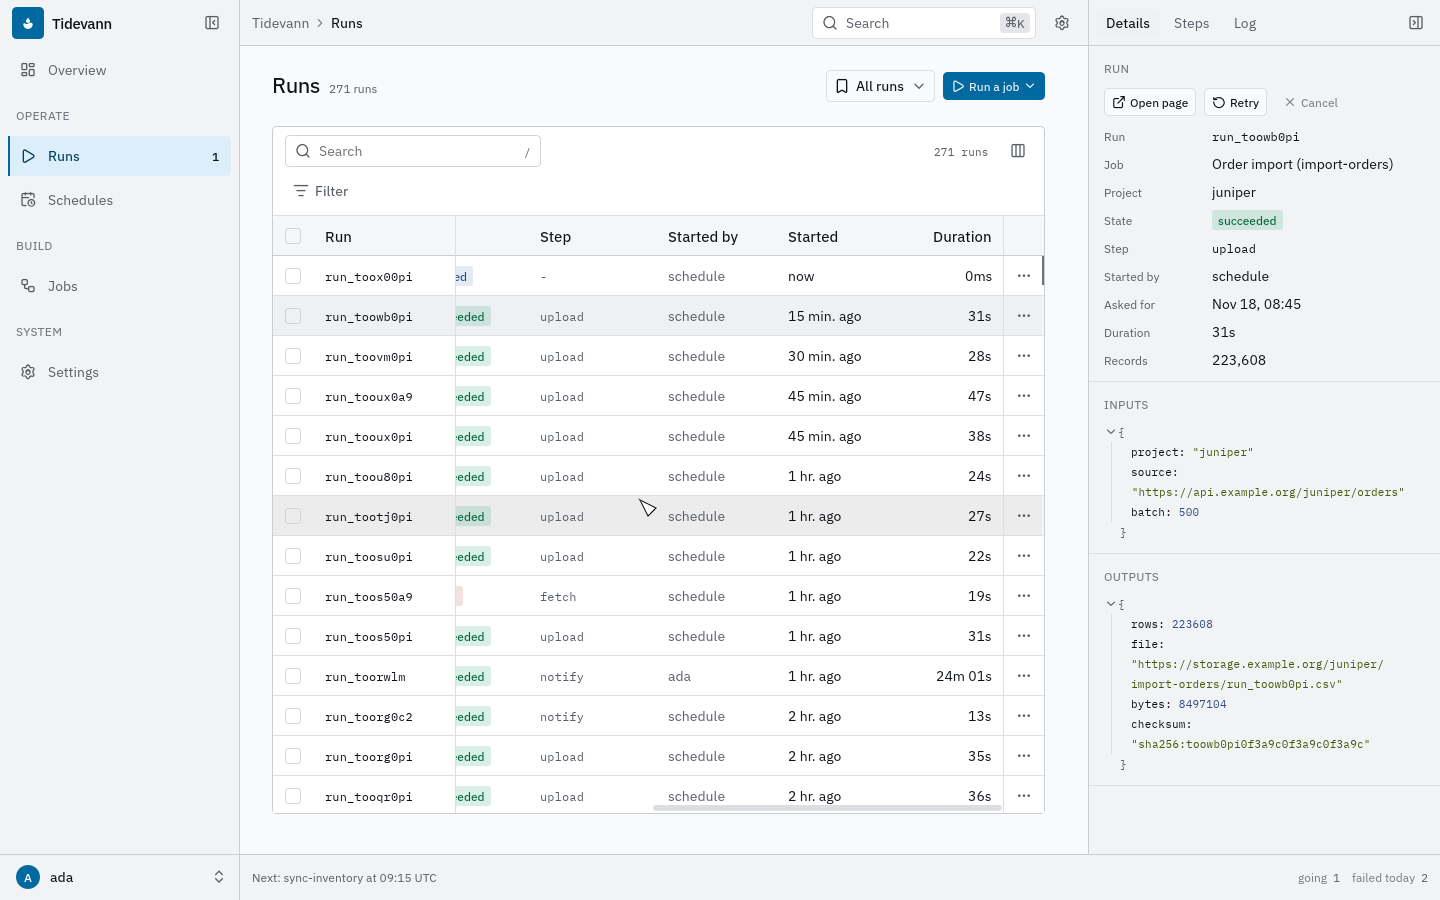 Tidevann
Overview
OPERATE
Runs 1
Schedules
BUILD
Jobs
SYSTEM
Settings
A ada
Tidevann > Runs
Search ⌘K
Runs 271 runs
All runs
Run a job
Search /
271 runs
Filter
Run Step Started by Started Duration
run_toox00pi ed - schedule now 0ms ···
run_toowb0pi eeded upload schedule 15 min. ago 31s ···
run_toovm0pi eeded upload schedule 30 min. ago 28s ···
run_tooux0a9 eeded upload schedule 45 min. ago 47s ···
run_tooux0pi eeded upload schedule 45 min. ago 38s ···
run_toou80pi eeded upload schedule 1 hr. ago 24s ···
run_tootj0pi eeded upload schedule 1 hr. ago 27s ···
run_toosu0pi eeded upload schedule 1 hr. ago 22s ···
run_toos50a9 fetch schedule 1 hr. ago 19s ···
run_toos50pi eeded upload schedule 1 hr. ago 31s ···
run_toorwlm eeded notify ada 1 hr. ago 24m 01s ···
run_toorg0c2 eeded notify schedule 2 hr. ago 13s ···
run_toorg0pi eeded upload schedule 2 hr. ago 35s ···
run_tooqr0pi eeded upload schedule 2 hr. ago 36s ···
Next: sync-inventory at 09:15 UTC
going 1 failed today 2
Details Steps Log
RUN
Open page Retry Cancel
Run run_toowb0pi
Job Order import (import-orders)
Project juniper
State succeeded
Step upload
Started by schedule
Asked for Nov 18, 08:45
Duration 31s
Records 223,608
INPUTS
{
project: "juniper"
source:
"https://api.example.org/juniper/orders"
batch: 500
}
OUTPUTS
{
rows: 223608
file:
"https://storage.example.org/juniper/
import-orders/run_toowb0pi.csv"
bytes: 8497104
checksum:
"sha256:toowb0pi0f3a9c0f3a9c0f3a9c"
}